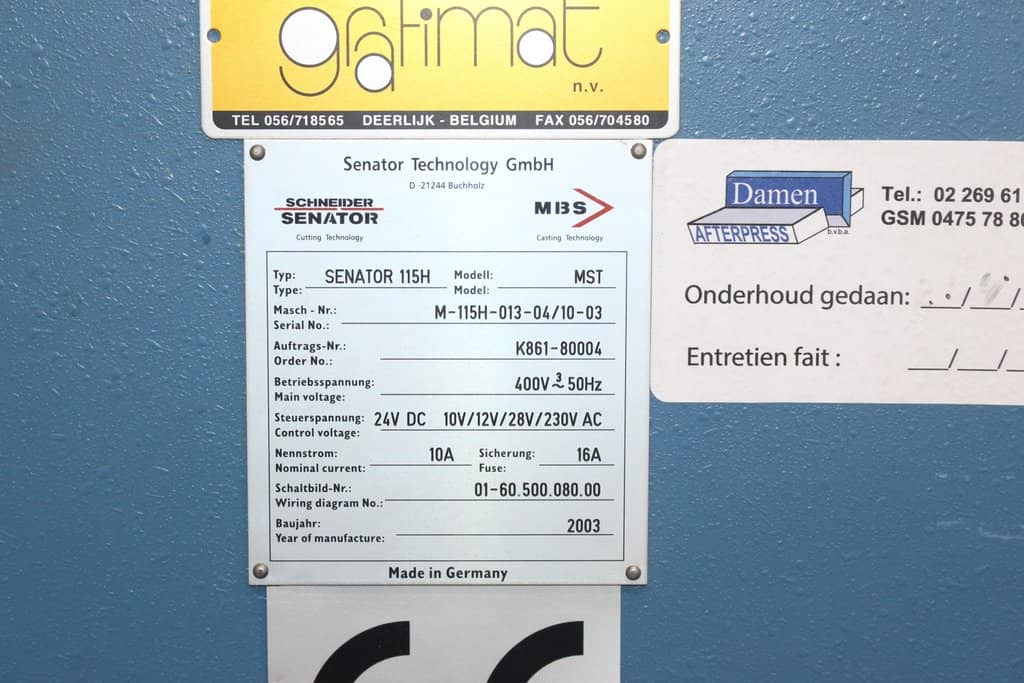 grafimat
n.v.
TEL 056/718565 DEERLIJK - BELGIUM FAX 056/704580
Senator Technology GmbH
D -21244 Buchholz
SCHNEIDER
SENATOR
Cutting Technology
MBS
Casting Technology
Typ: SENATOR 115H Modell: MST
Type: Model:
Masch - Nr.: M-115H-013-04/10-03
Serial No.:
Auftrags-Nr.: K861-80004
Order No.:
Betriebsspannung: 400V 3~ 50Hz
Main voltage:
Steuerspannung: 24V DC 10V/12V/28V/230V AC
Control voltage:
Nennstrom: 10A Sicherung: 16A
Nominal current: Fuse:
Schaltbild-Nr.: 01-60.500.080.00
Wiring diagram No.:
Baujahr: 2003
Year of manufacture:
Made in Germany
CE
Damen
AFTERPRESS
b.v.b.a.
Tel.: 02 269 61
GSM 0475 78 80
Onderhoud gedaan: / /
Entretien fait : / /